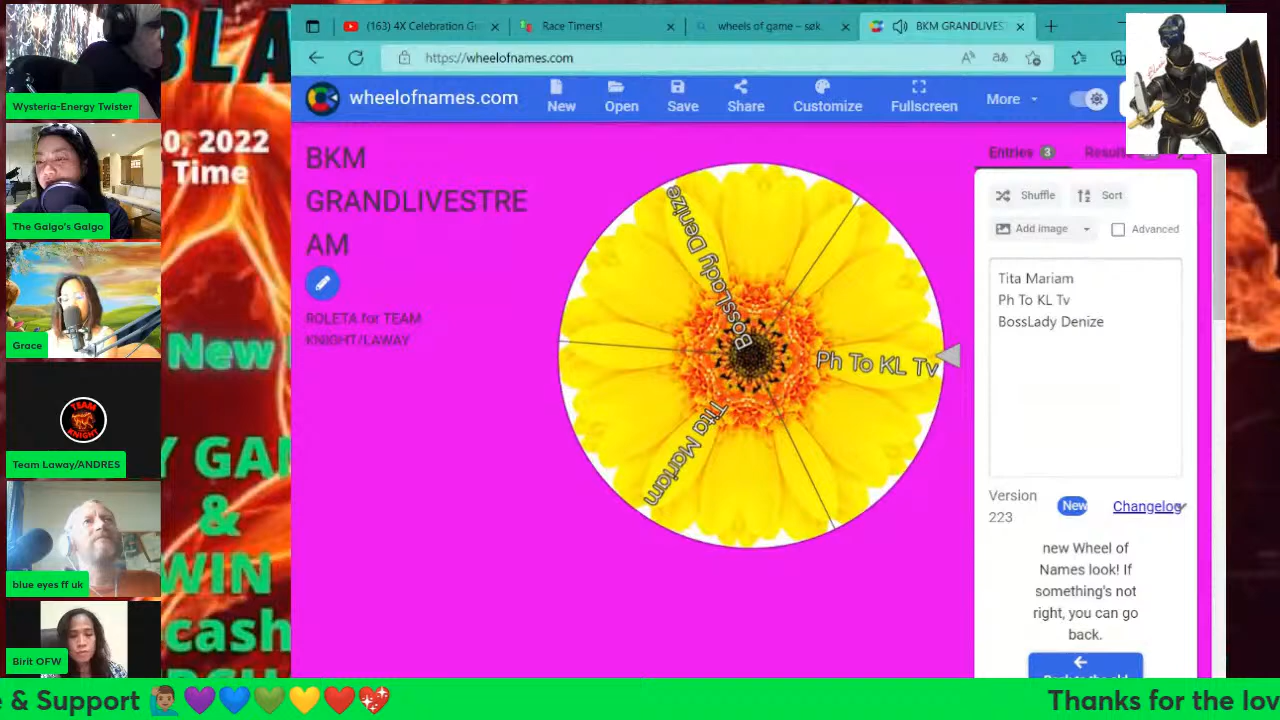 BLA
0, 2022
Time
New
Y GA
&
WIN
cash
Wysteria-Energy Twister
The Galgo's Galgo
Grace
TEAM
KNIGHT
Team Laway/ANDRES
blue eyes ff uk
Birit OFW
(163) 4X Celebration Gr
Race Timers!
wheels of game – søk
BKM GRANDLIVES
https://wheelofnames.com
wheelofnames.com
New
Open
Save
Share
Customize
Fullscreen
More
BKM
GRANDLIVESTRE
AM
ROLETA for TEAM
KNIGHT/LAWAY
BossLady Denize
Ph To KL Tv
Tita Mariam
Entries 3
Results
Shuffle
Sort
Add image
Advanced
Tita Mariam
Ph To KL Tv
BossLady Denize
Version
223
New
Changelog
new Wheel of
Names look! If
something's not
right, you can go
back.
e & Support
Thanks for the lov